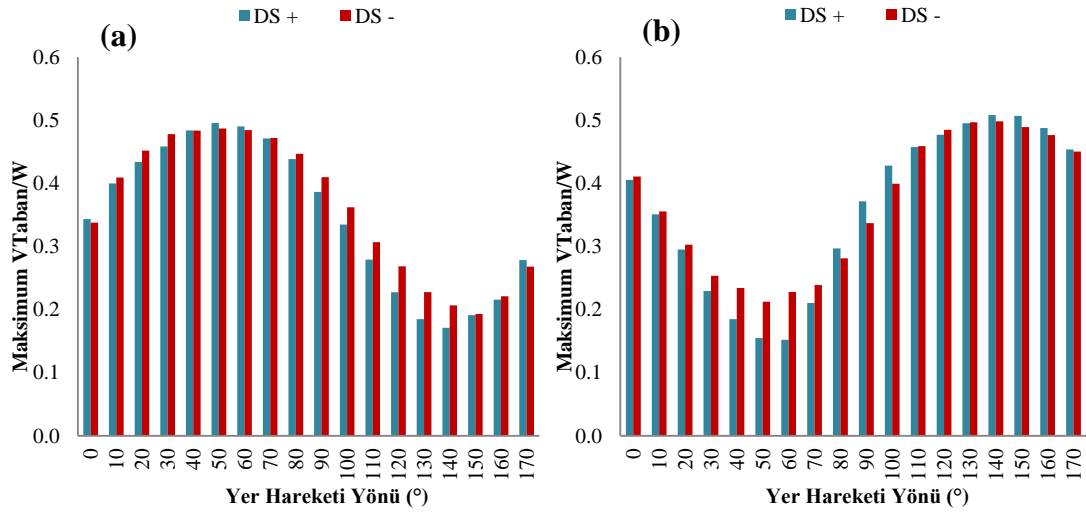 DS + DS -
(a)
Maksimum VTaban/W
0.6
0.5
0.4
0.3
0.2
0.1
0.0
0 10 20 30 40 50 60 70 80 90 100 110 120 130 140 150 160 170
Yer Hareketi Yönü (°)
DS + DS -
(b)
Maksimum VTaban/W
0.6
0.5
0.4
0.3
0.2
0.1
0.0
0 10 20 30 40 50 60 70 80 90 100 110 120 130 140 150 160 170
Yer Hareketi Yönü (°)